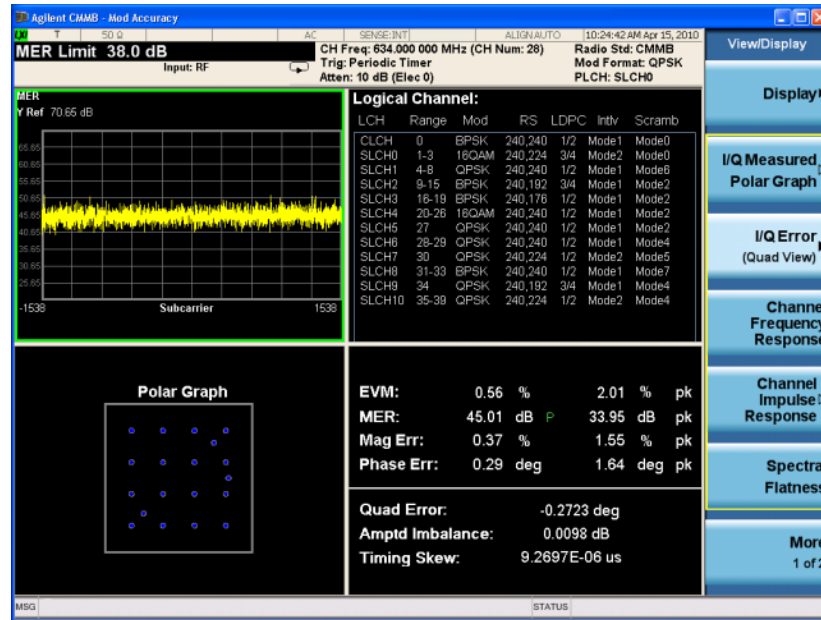 Agilent CMMB - Mod Accuracy
LXI T 50 Ω AC SENSE:INT ALIGNAUTO 10:24:42 AM Apr 15, 2010
MER Limit 38.0 dB
Input: RF
CH Freq: 634.000 000 MHz (CH Num: 28)
Trig: Periodic Timer
Atten: 10 dB (Elec 0)
Radio Std: CMMB
Mod Format: QPSK
PLCH: SLCH0
View/Display
MER
Y Ref 70.65 dB
65.65
60.65
55.65
50.65
45.65
40.65
35.65
30.65
25.65
-1538 Subcarrier 1538
Logical Channel:
LCH Range Mod RS LDPC Intlv Scramb
CLCH 0 BPSK 240,240 1/2 Mode1 Mode0
SLCH0 1-3 16QAM 240,224 3/4 Mode2 Mode0
SLCH1 4-8 QPSK 240,240 1/2 Mode1 Mode6
SLCH2 9-15 BPSK 240,192 3/4 Mode1 Mode2
SLCH3 16-19 BPSK 240,176 1/2 Mode1 Mode2
SLCH4 20-26 16QAM 240,240 1/2 Mode1 Mode2
SLCH5 27 QPSK 240,240 1/2 Mode1 Mode2
SLCH6 28-29 QPSK 240,240 1/2 Mode1 Mode4
SLCH7 30 QPSK 240,224 1/2 Mode2 Mode5
SLCH8 31-33 BPSK 240,240 1/2 Mode1 Mode7
SLCH9 34 QPSK 240,192 3/4 Mode1 Mode4
SLCH10 35-39 QPSK 240,224 1/2 Mode2 Mode4
Polar Graph
EVM: 0.56 % 2.01 % pk
MER: 45.01 dB P 33.95 dB pk
Mag Err: 0.37 % 1.55 % pk
Phase Err: 0.29 deg 1.64 deg pk
Quad Error: -0.2723 deg
Amptd Imbalance: 0.0098 dB
Timing Skew: 9.2697E-06 us
Display
I/Q Measured
Polar Graph
I/Q Error
(Quad View)
Channe
Frequency
Response
Channel
Impulse
Response
Spectra
Flatness
More
1 of 2
MSG STATUS